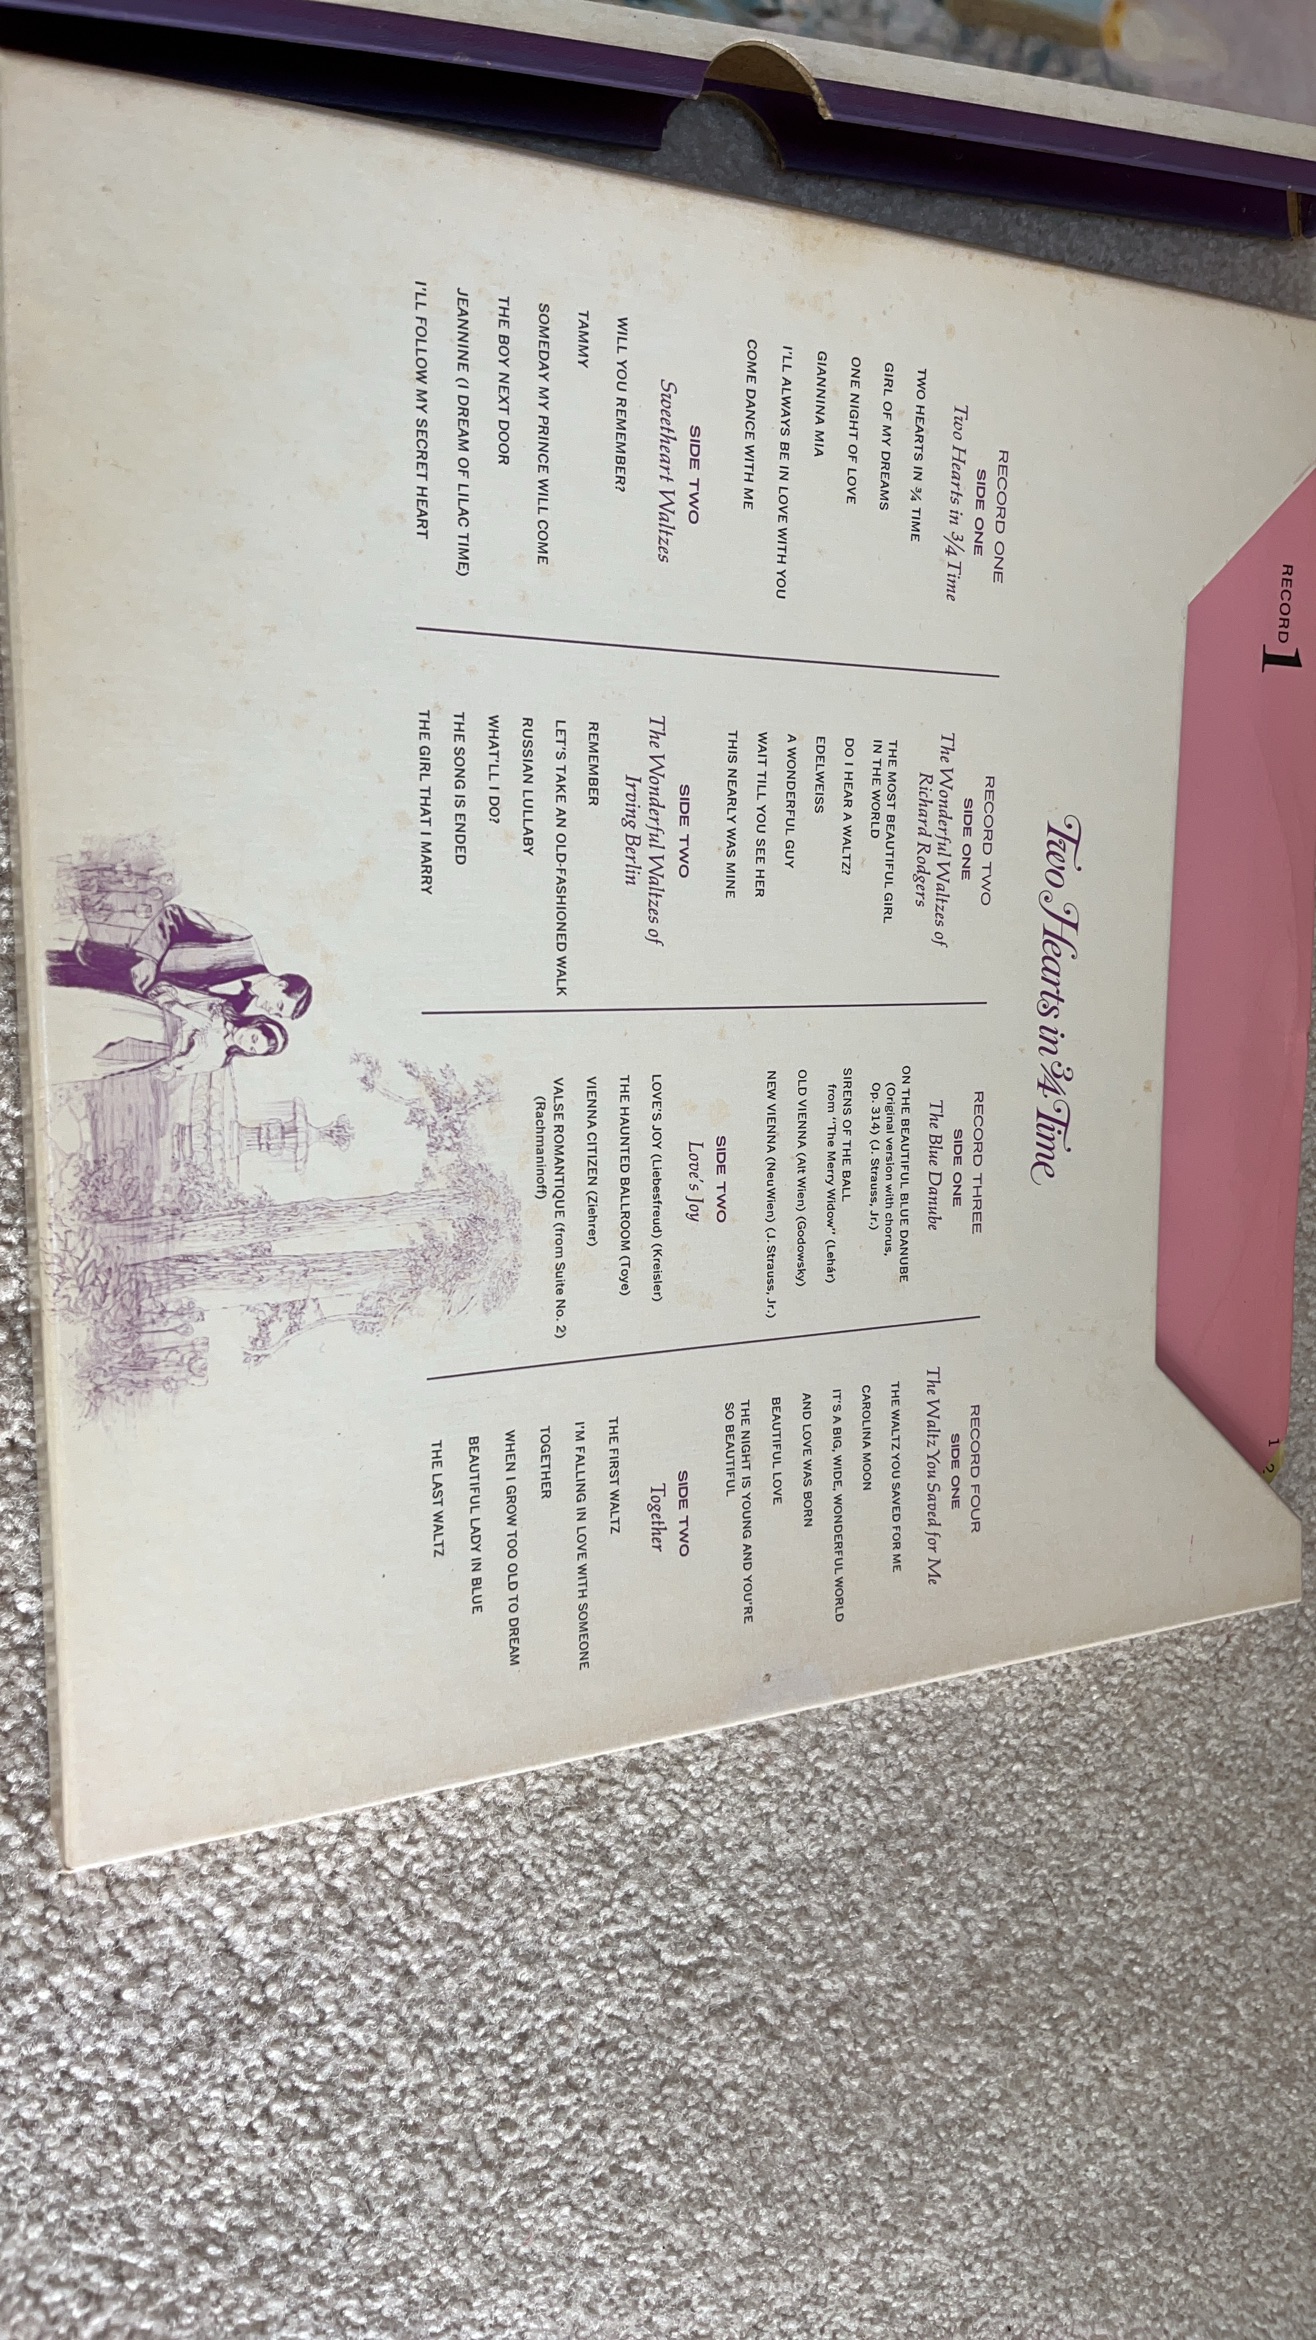 RECORD 1
1 2
Two Hearts in 3/4 Time
RECORD ONE
SIDE ONE
Two Hearts in 3/4 Time
TWO HEARTS IN ¾ TIME
GIRL OF MY DREAMS
ONE NIGHT OF LOVE
GIANNINA MIA
I'LL ALWAYS BE IN LOVE WITH YOU
COME DANCE WITH ME
SIDE TWO
Sweetheart Waltzes
WILL YOU REMEMBER?
TAMMY
SOMEDAY MY PRINCE WILL COME
THE BOY NEXT DOOR
JEANNINE (I DREAM OF LILAC TIME)
I'LL FOLLOW MY SECRET HEART
RECORD TWO
SIDE ONE
The Wonderful Waltzes of
Richard Rodgers
THE MOST BEAUTIFUL GIRL
IN THE WORLD
DO I HEAR A WALTZ?
EDELWEISS
A WONDERFUL GUY
WAIT TILL YOU SEE HER
THIS NEARLY WAS MINE
SIDE TWO
The Wonderful Waltzes of
Irving Berlin
REMEMBER
LET'S TAKE AN OLD-FASHIONED WALK
RUSSIAN LULLABY
WHAT'LL I DO?
THE SONG IS ENDED
THE GIRL THAT I MARRY
RECORD THREE
SIDE ONE
The Blue Danube
ON THE BEAUTIFUL BLUE DANUBE
(Original version with chorus,
Op. 314) (J. Strauss, Jr.)
SIRENS OF THE BALL
from "The Merry Widow" (Lehár)
OLD VIENNA (Alt Wien) (Godowsky)
NEW VIENNA (Neu Wien) (J. Strauss, Jr.)
SIDE TWO
Love's Joy
LOVE'S JOY (Liebesfreud) (Kreisler)
THE HAUNTED BALLROOM (Toye)
VIENNA CITIZEN (Ziehrer)
VALSE ROMANTIQUE (from Suite No. 2)
(Rachmaninoff)
RECORD FOUR
SIDE ONE
The Waltz You Saved for Me
THE WALTZ YOU SAVED FOR ME
CAROLINA MOON
IT'S A BIG, WIDE, WONDERFUL WORLD
AND LOVE WAS BORN
BEAUTIFUL LOVE
THE NIGHT IS YOUNG AND YOU'RE
SO BEAUTIFUL
SIDE TWO
Together
THE FIRST WALTZ
I'M FALLING IN LOVE WITH SOMEONE
TOGETHER
WHEN I GROW TOO OLD TO DREAM
BEAUTIFUL LADY IN BLUE
THE LAST WALTZ